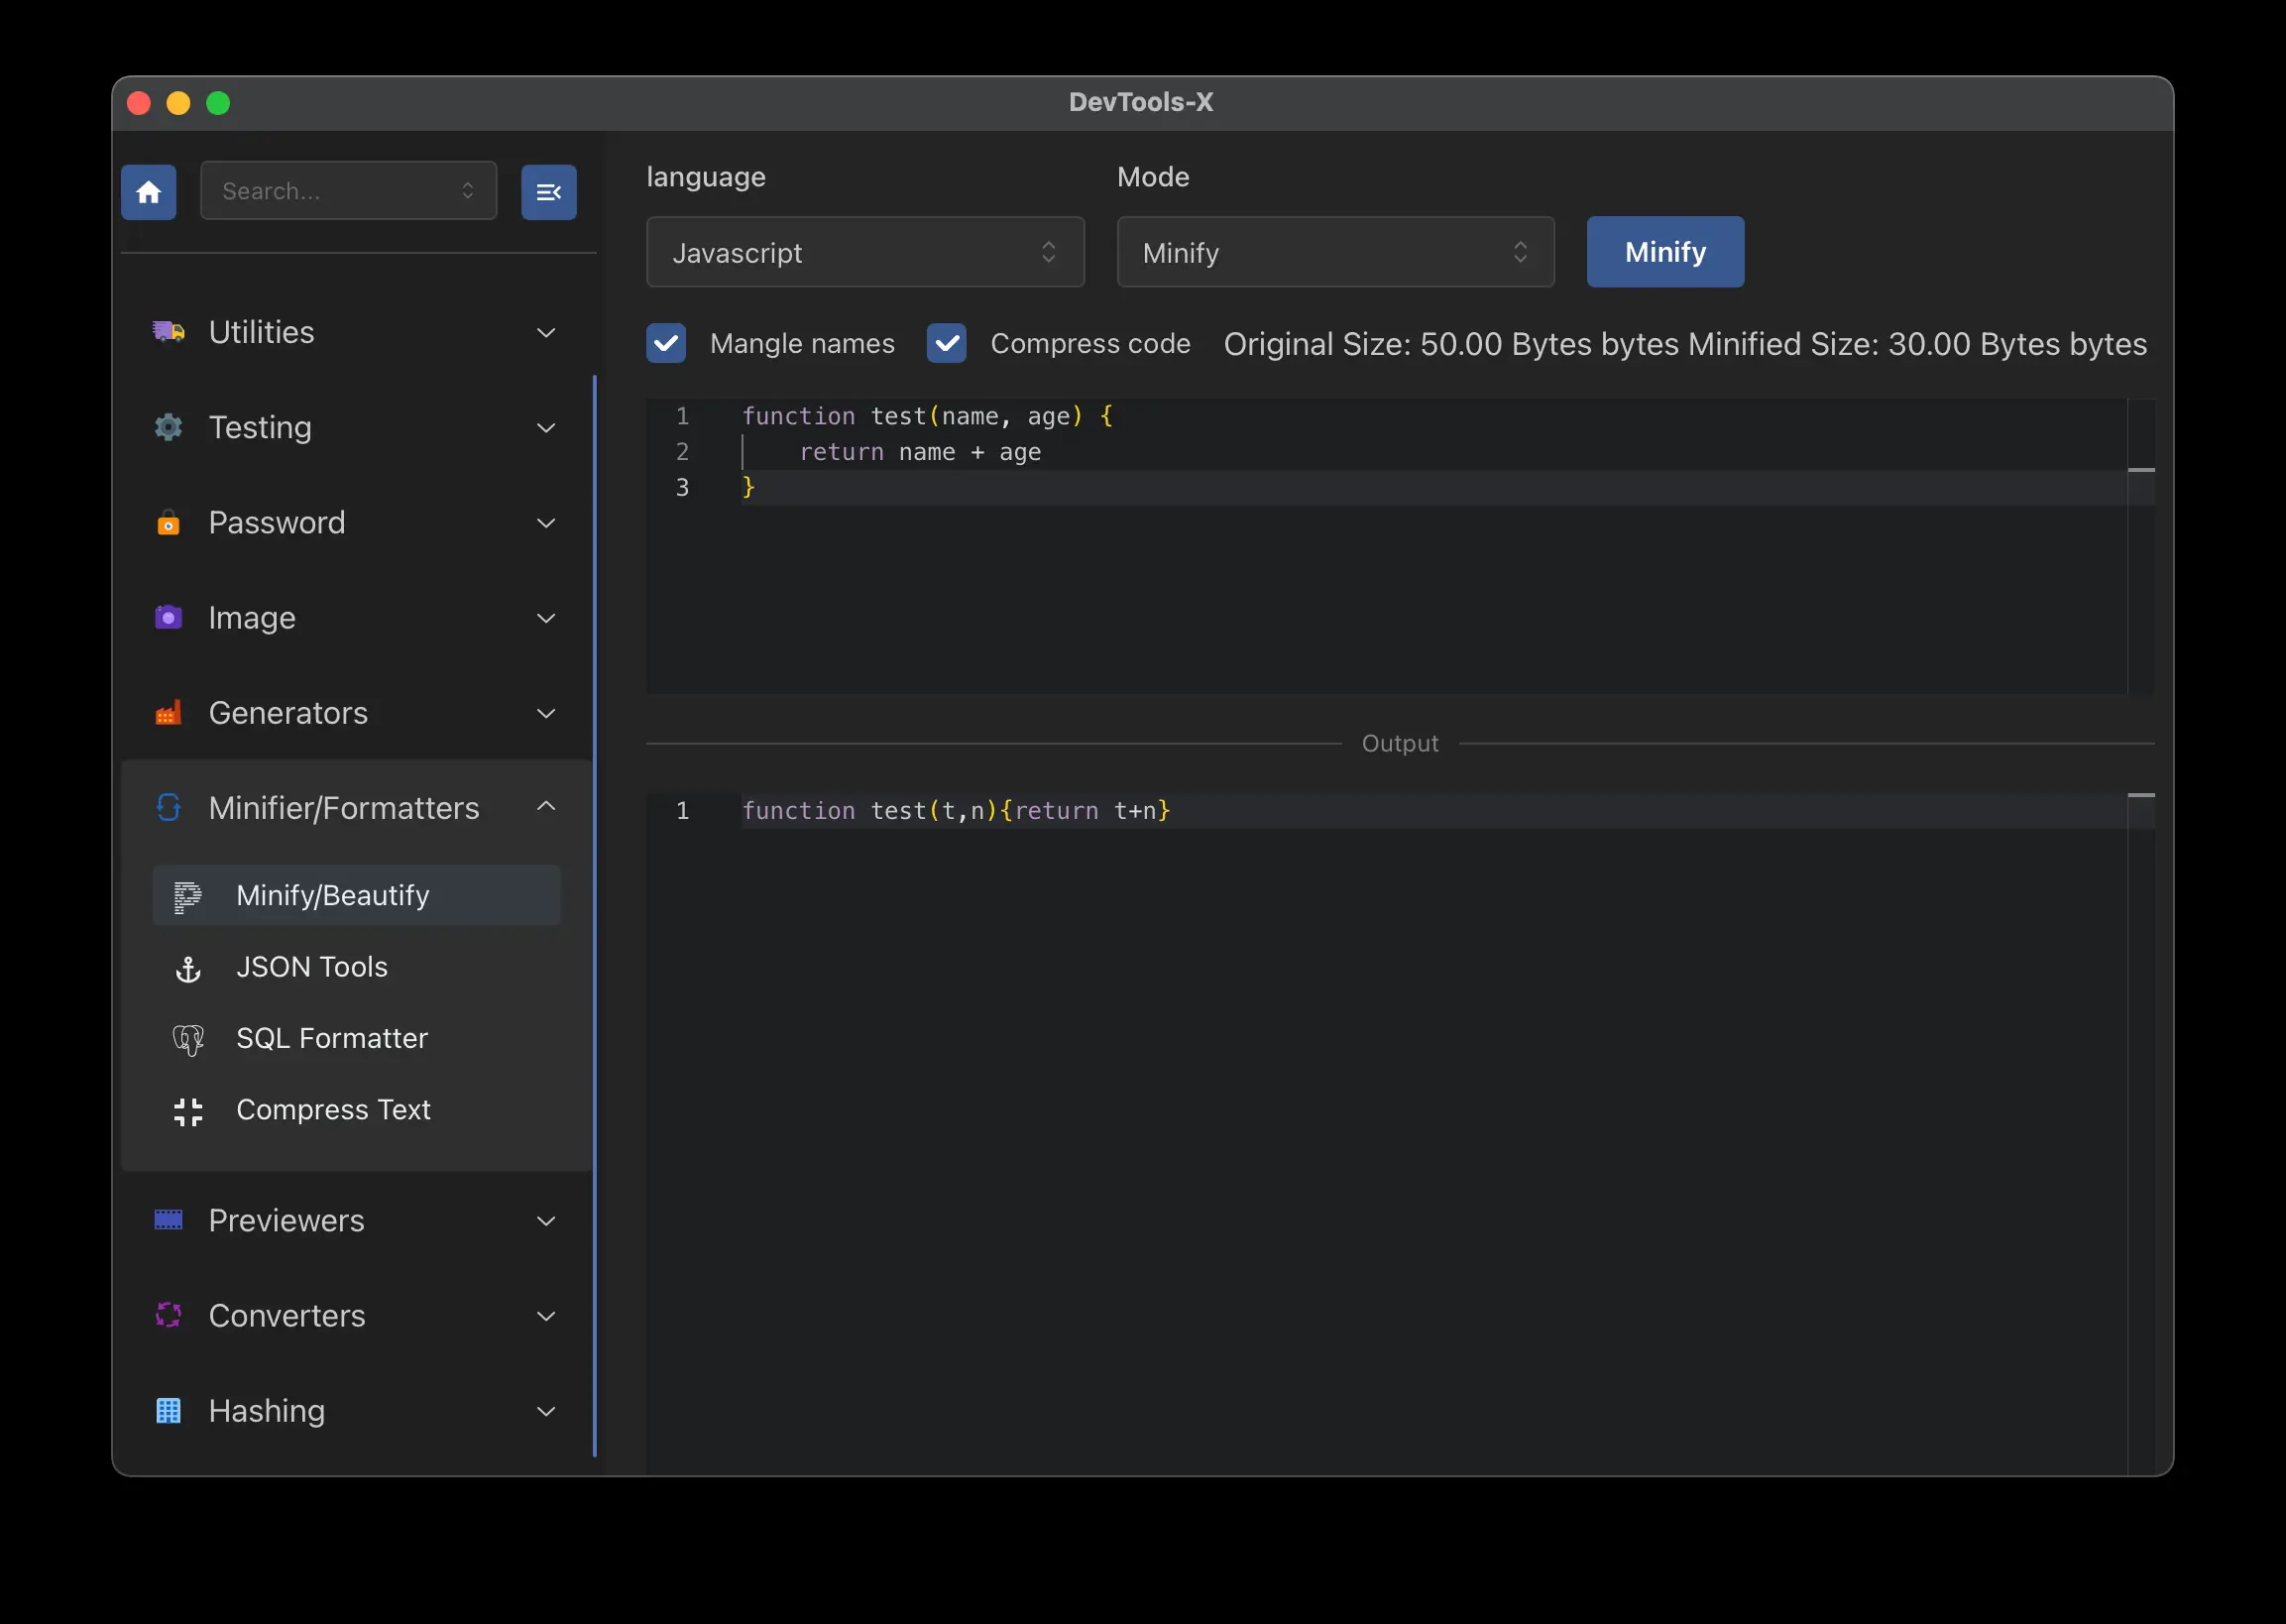 DevTools-X
Search...
Utilities
Testing
Password
Image
Generators
Minifier/Formatters
Minify/Beautify
JSON Tools
SQL Formatter
Compress Text
Previewers
Converters
Hashing
language
Mode
Javascript
Minify
Minify
Mangle names
Compress code
Original Size: 50.00 Bytes bytes Minified Size: 30.00 Bytes bytes
1 function test(name, age) {
2     return name + age
3 }
Output
1 function test(t,n){return t+n}